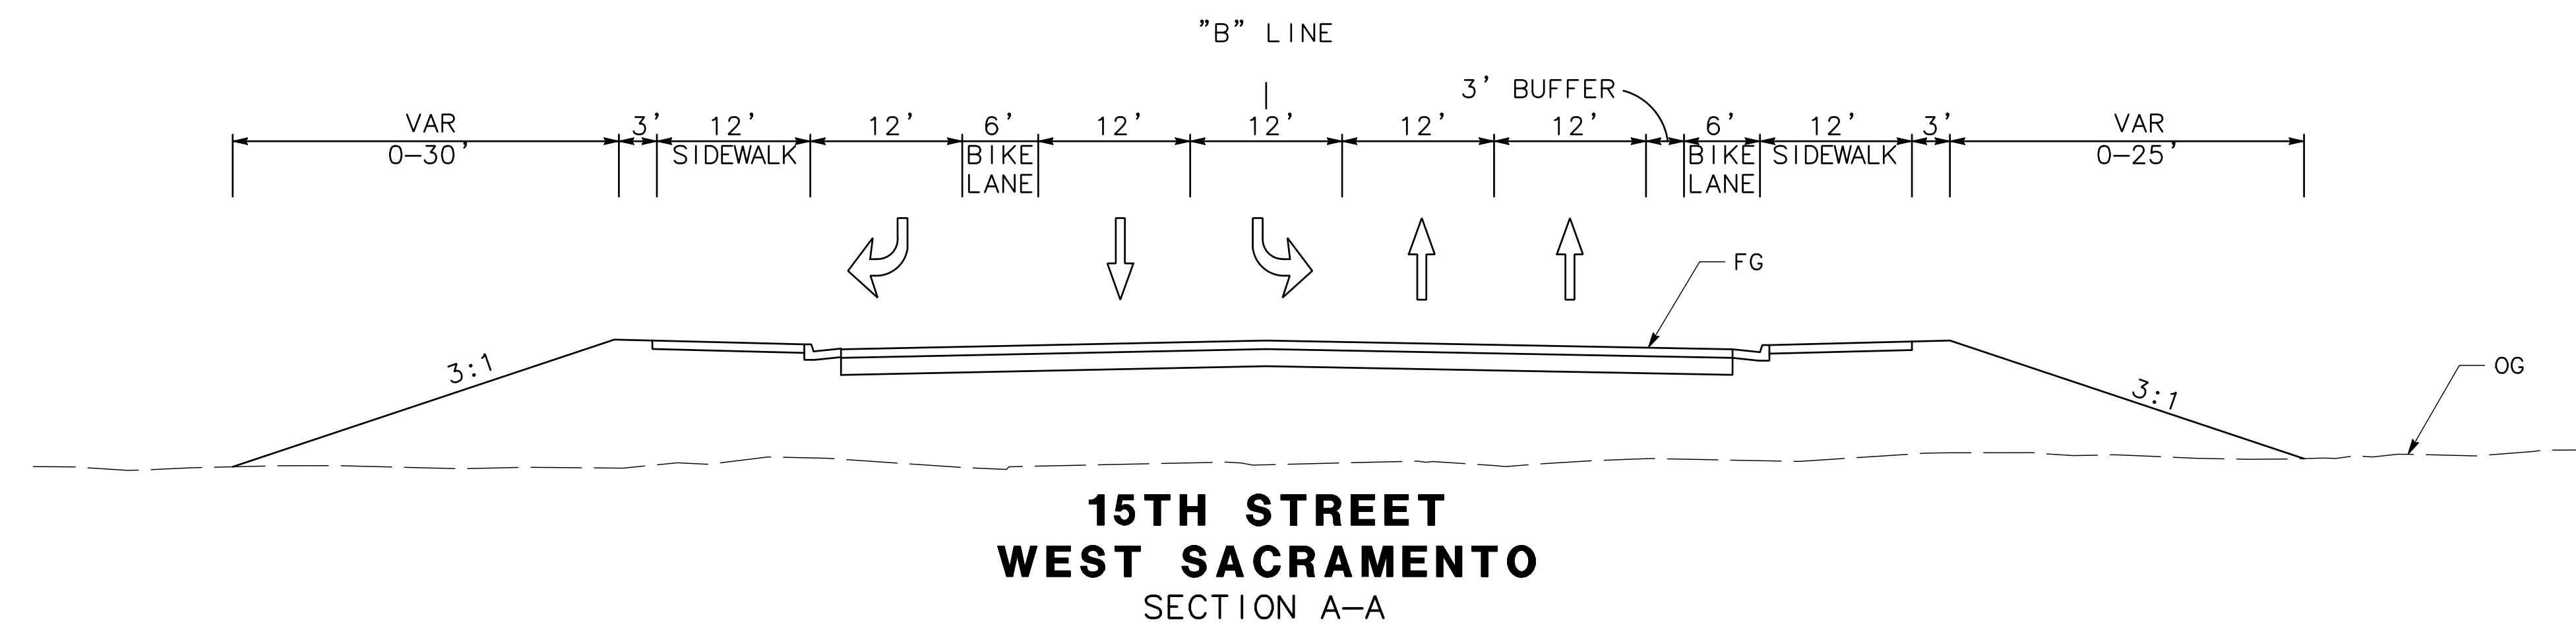 "B" LINE
3' BUFFER
VAR 3' 12' 12' 6' 12' 12' 12' 12' 6' 12' 3' VAR
0-30' SIDEWALK BIKE BIKE SIDEWALK 0-25'
LANE LANE
FG
3:1 3:1
OG
15TH STREET
WEST SACRAMENTO
SECTION A-A